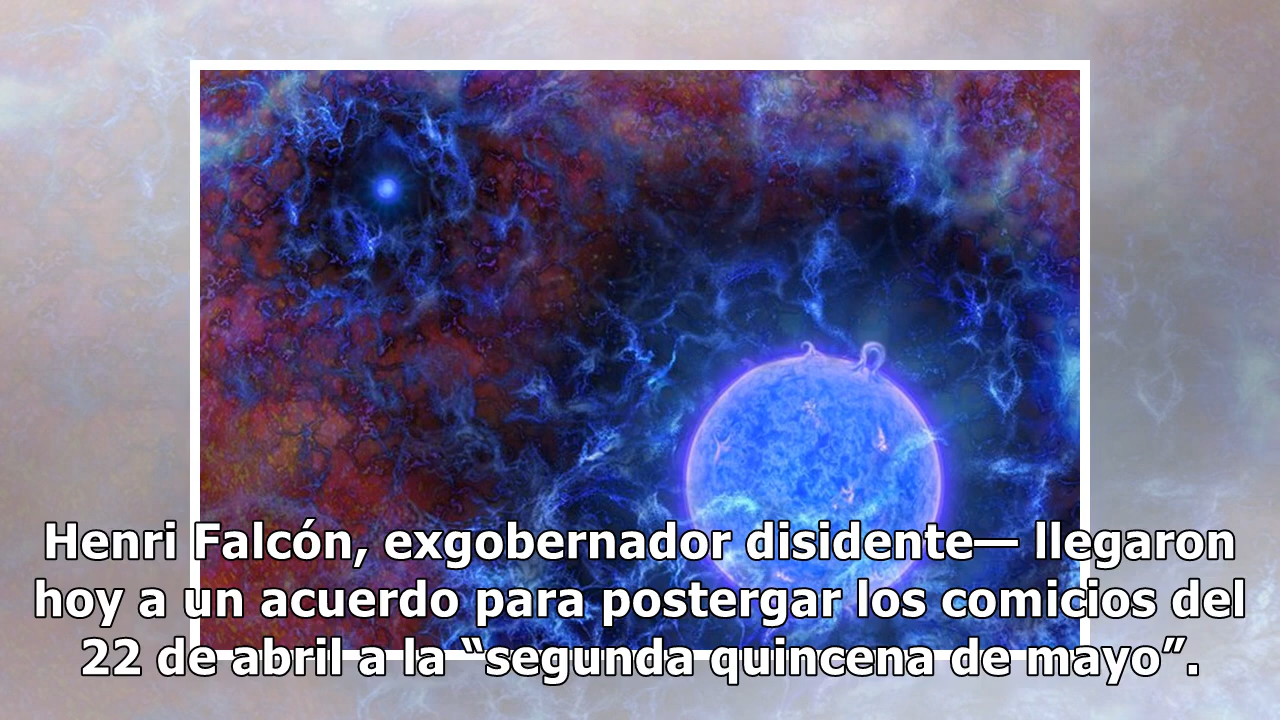 Henri Falcón, exgobernador disidente— llegaron
hoy a un acuerdo para postergar los comicios del
22 de abril a la “segunda quincena de mayo”.